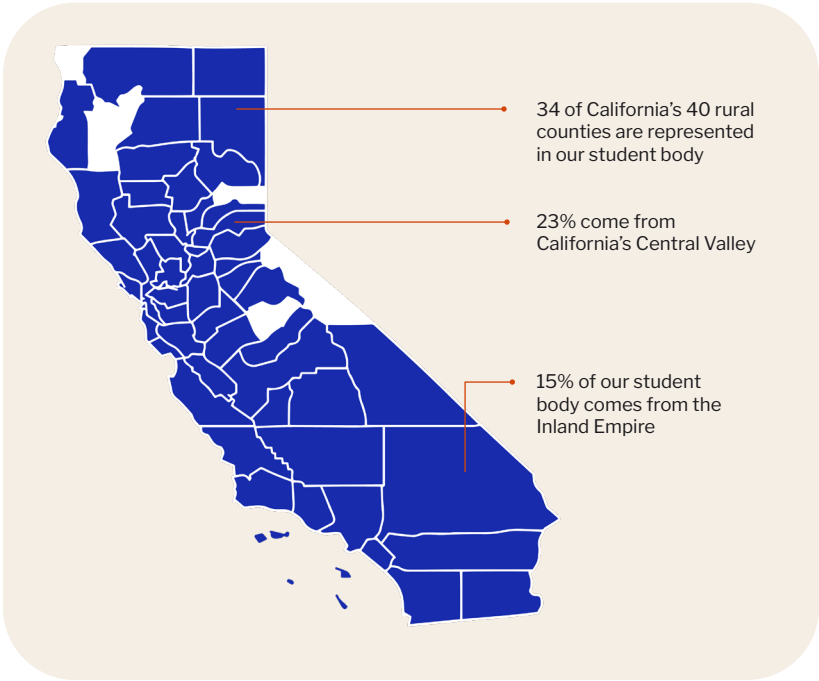 34 of California’s 40 rural
counties are represented
in our student body
23% come from
California’s Central Valley
15% of our student
body comes from the
Inland Empire